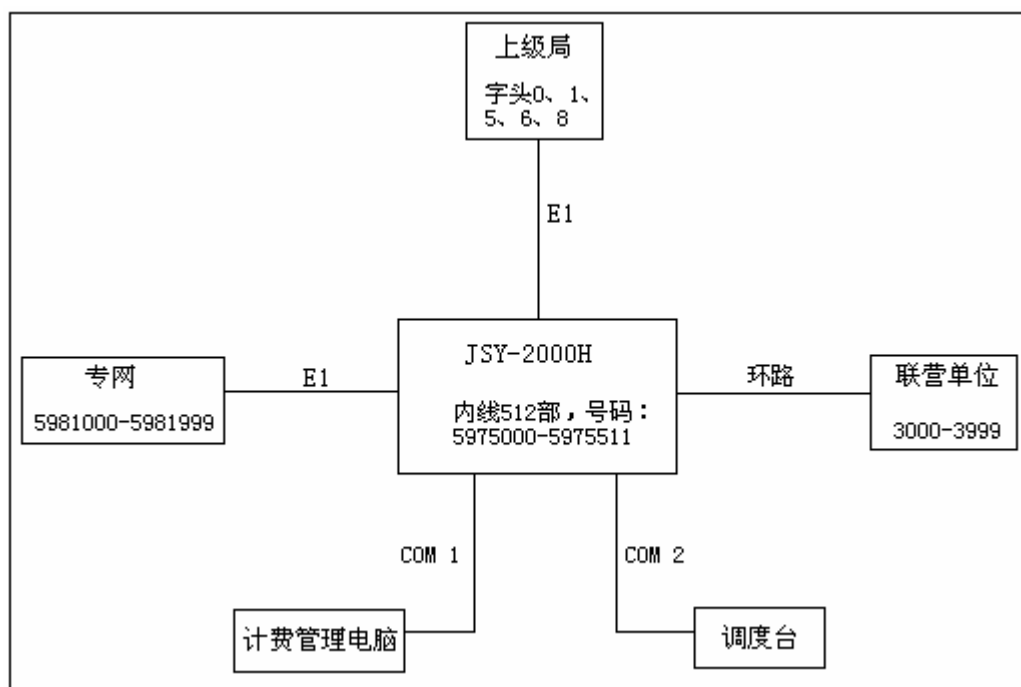 上级局
字头0、1、
5、6、8
E1
JSY-2000H
内线512部，号码：
5975000-5975511
专网
5981000-5981999
E1
环路
联营单位
3000-3999
COM 1
COM 2
计费管理电脑
调度台